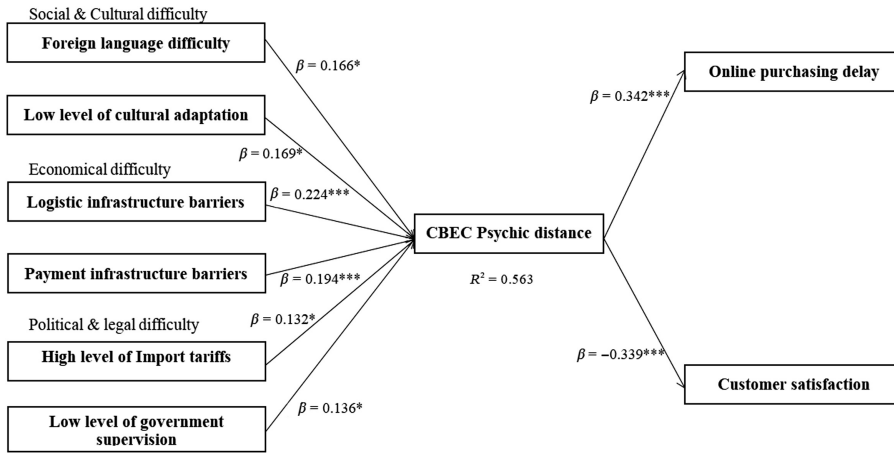 Social & Cultural difficulty
Foreign language difficulty
β = 0.166*
Low level of cultural adaptation
β = 0.169*
Economical difficulty
β = 0.224***
Logistic infrastructure barriers
Payment infrastructure barriers
β = 0.194***
Political & legal difficulty
β = 0.132*
High level of Import tariffs
Low level of government
supervision
β = 0.136*
CBEC Psychic distance
R² = 0.563
Online purchasing delay
β = 0.342***
β = −0.339***
Customer satisfaction